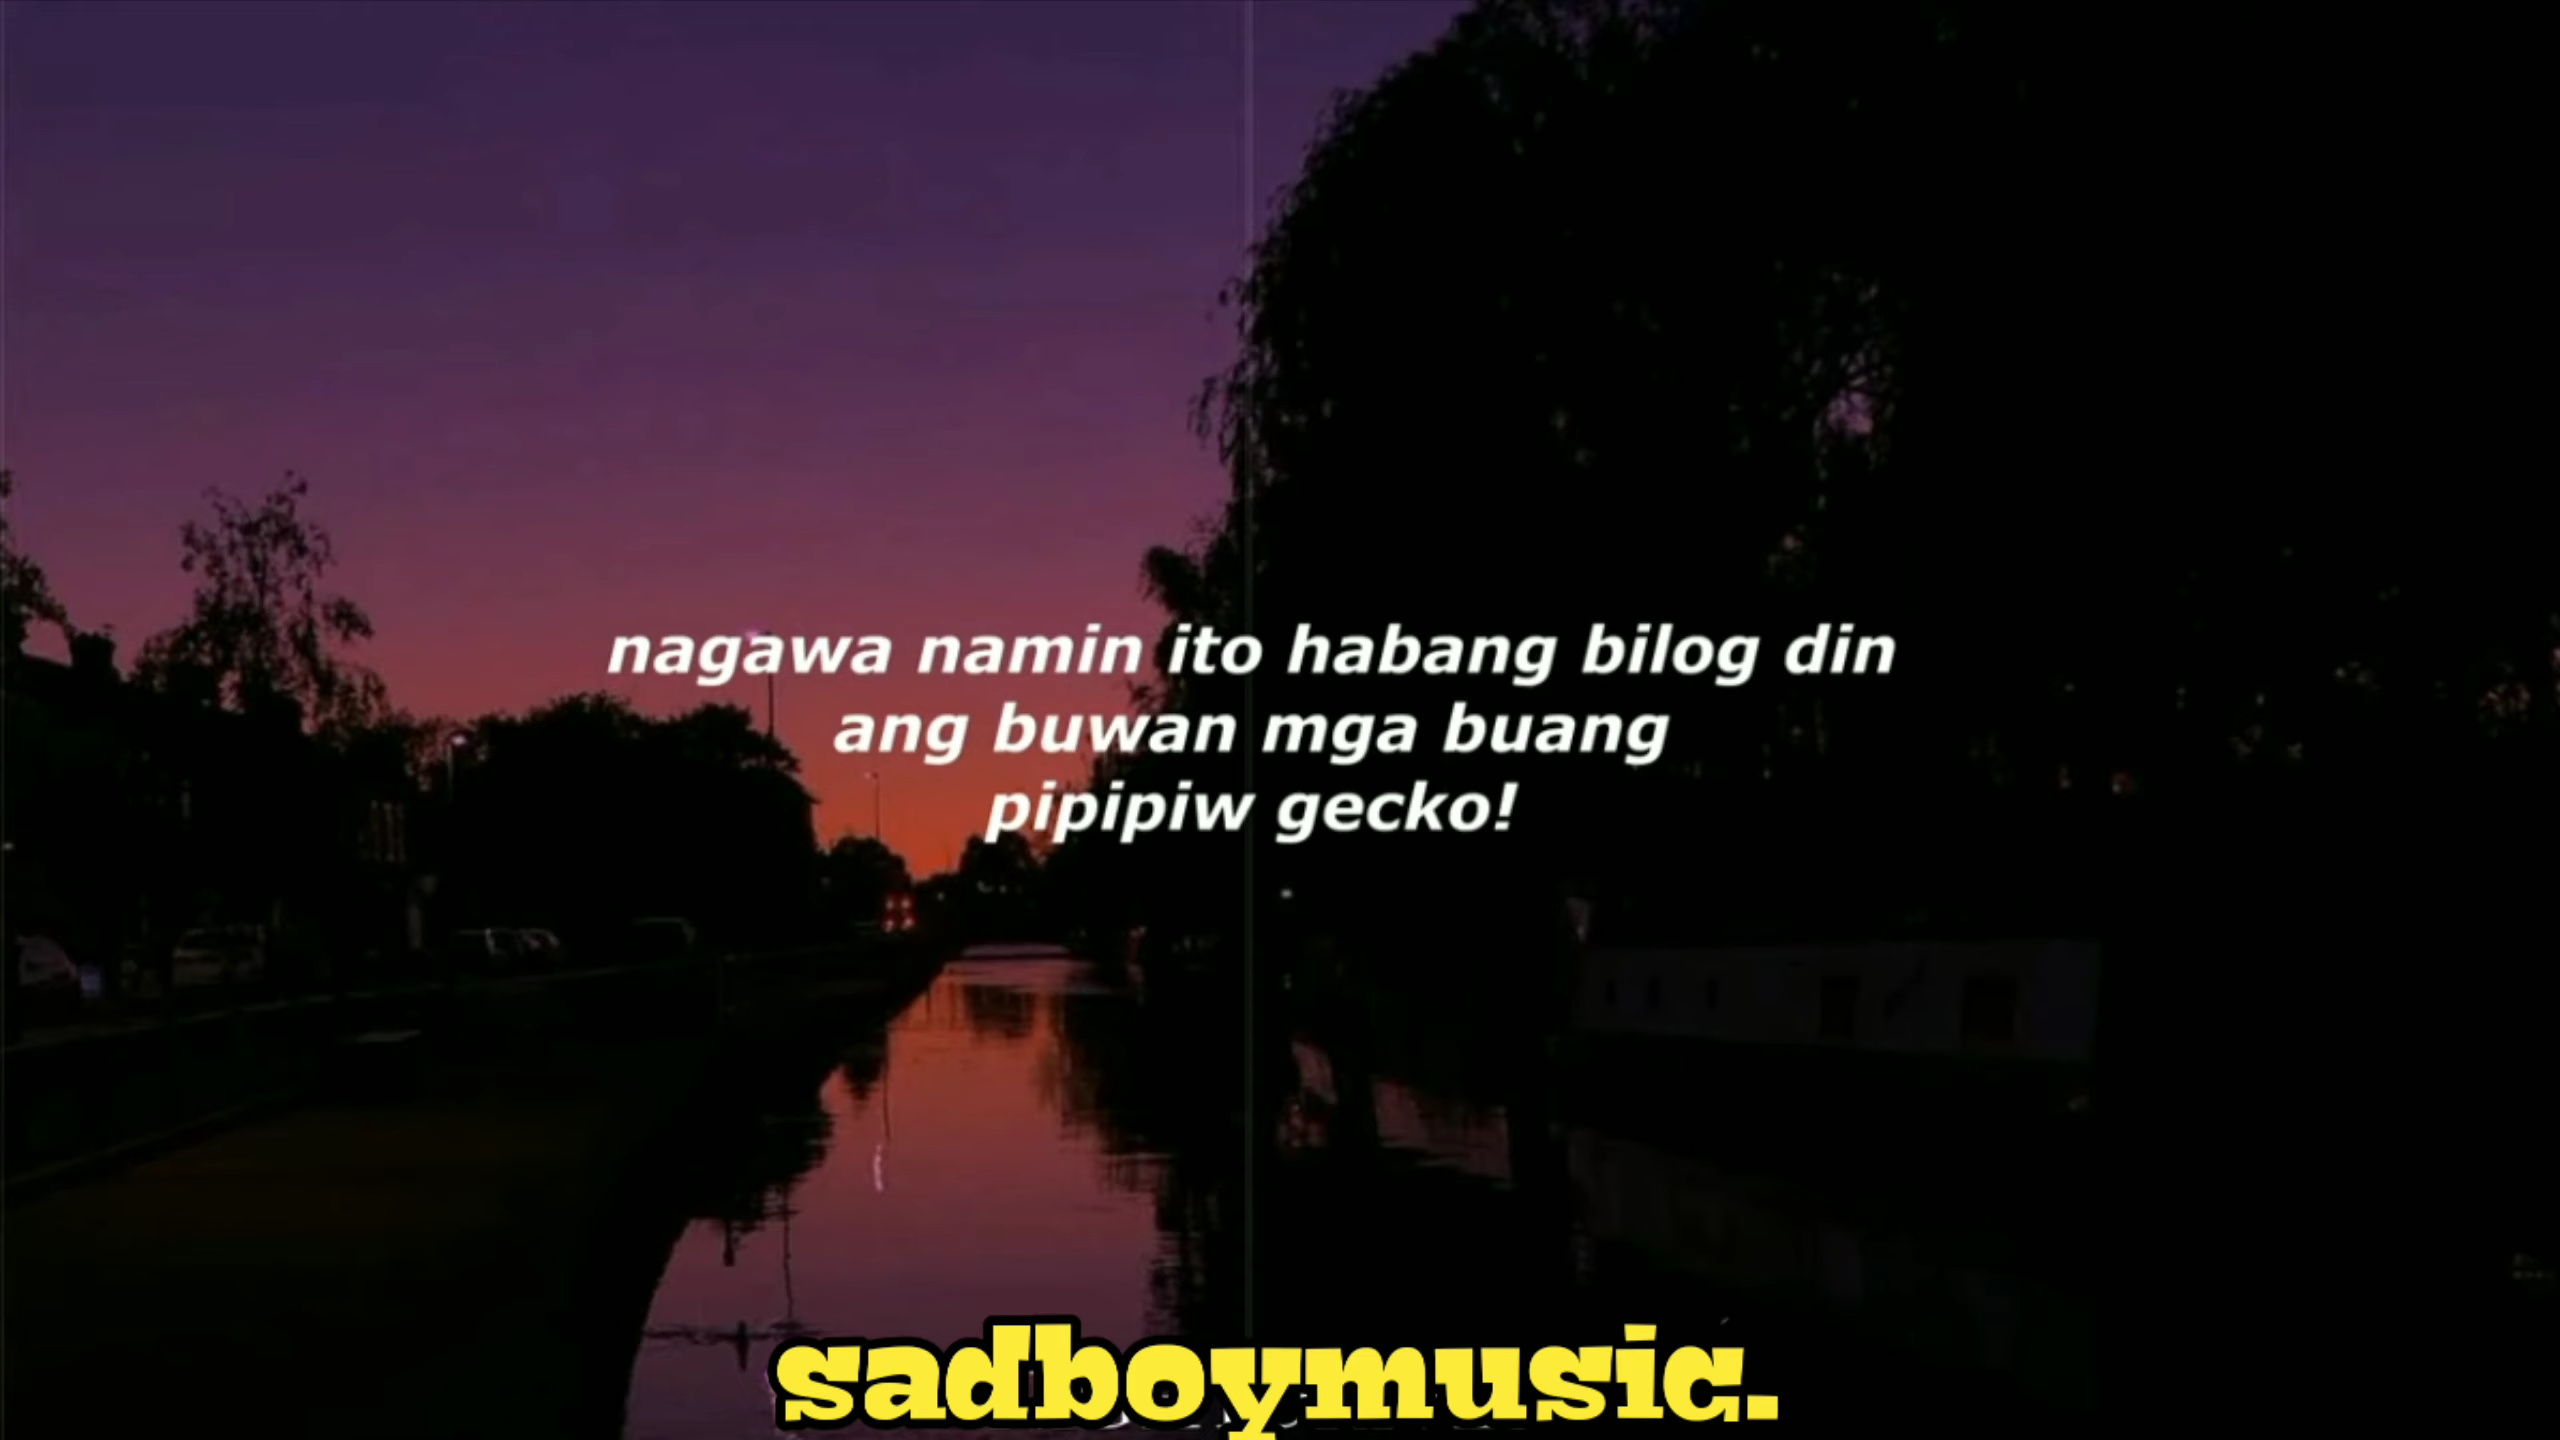 nagawa namin ito habang bilog din
ang buwan mga buang
pipipiw gecko!
sadboymusic.